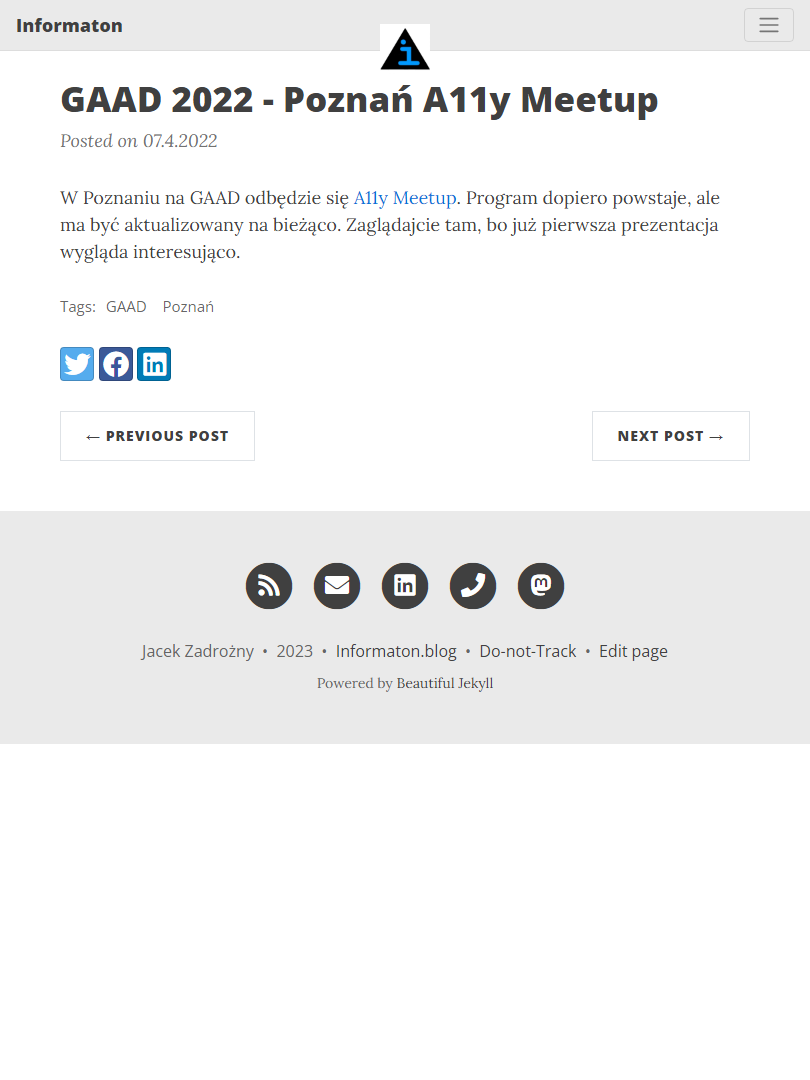 Informaton
i
GAAD 2022 - Poznań A11y Meetup
Posted on 07.4.2022
W Poznaniu na GAAD odbędzie się A11y Meetup. Program dopiero powstaje, ale
ma być aktualizowany na bieżąco. Zaglądajcie tam, bo już pierwsza prezentacja
wygląda interesująco.
Tags: GAAD Poznań
← PREVIOUS POST
NEXT POST →
Jacek Zadrożny • 2023 • Informaton.blog • Do-not-Track • Edit page
Powered by Beautiful Jekyll